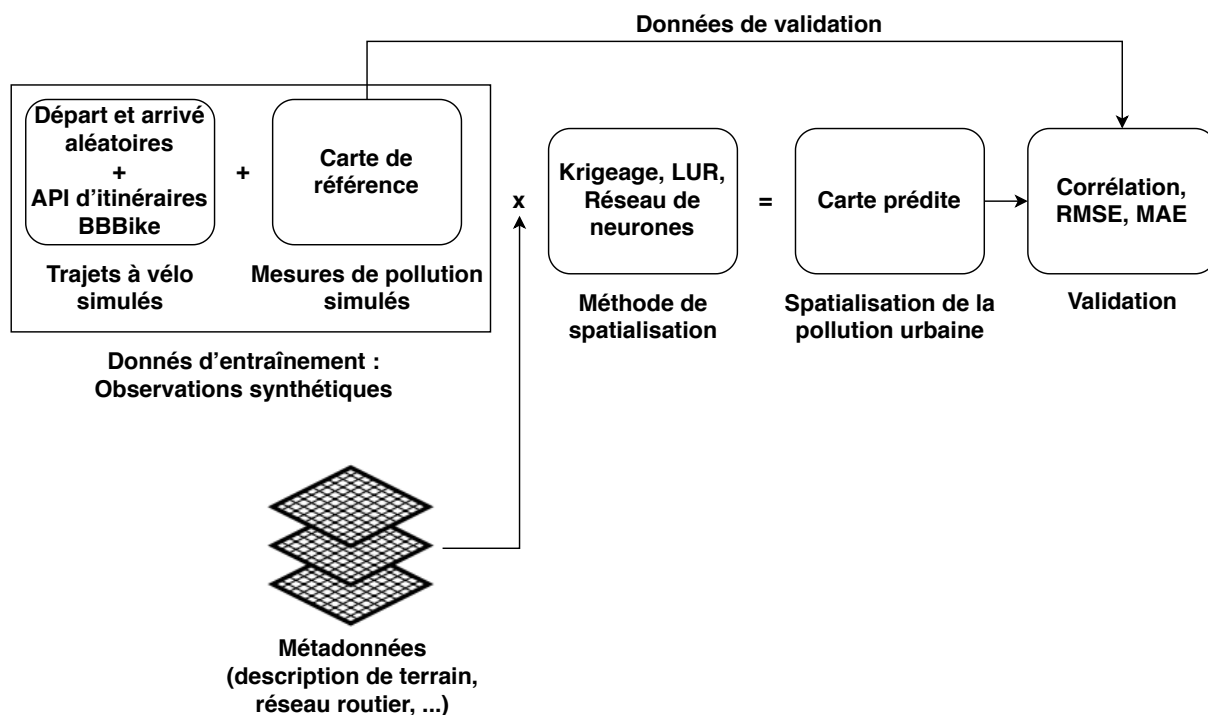 Données de validation
Départ et arrivé
aléatoires
+
API d'itinéraires
BBBike
+
Carte de
référence
x
Krigeage, LUR,
Réseau de
neurones
=
Carte prédite
Corrélation,
RMSE, MAE
Trajets à vélo
simulés
Mesures de pollution
simulés
Méthode de
spatialisation
Spatialisation de la
pollution urbaine
Validation
Donnés d'entraînement :
Observations synthétiques
Métadonnées
(description de terrain,
réseau routier, ...)